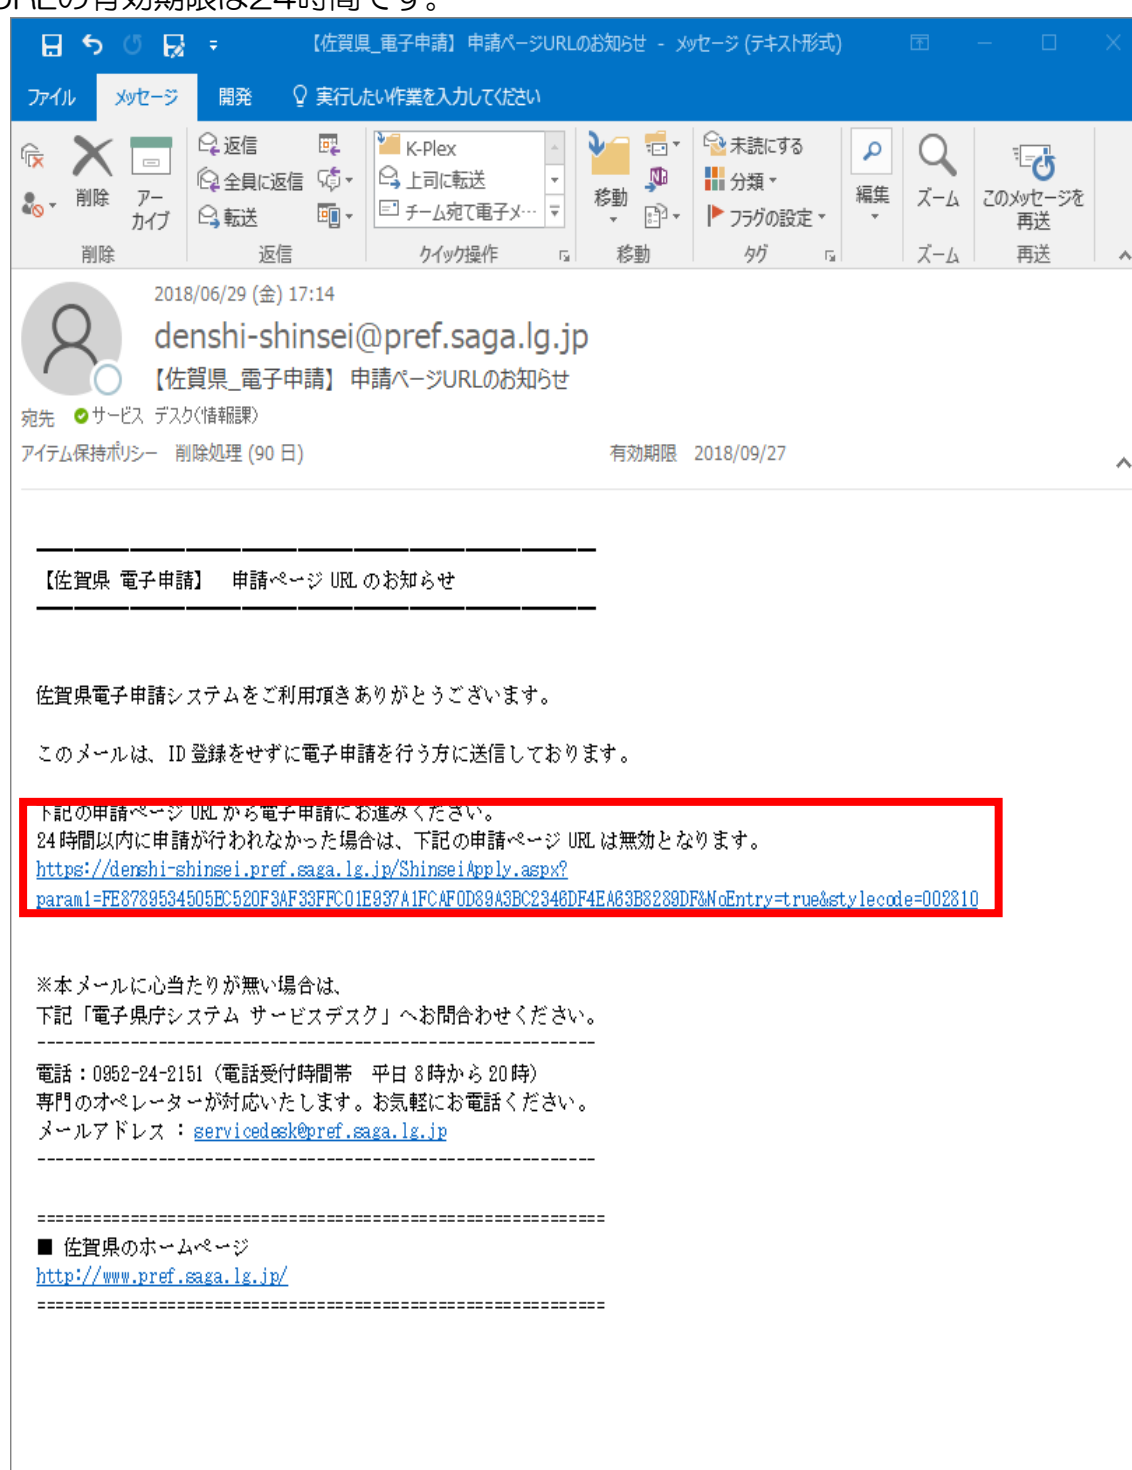 URLの有効期限は24時間です。
【佐賀県_電子申請】 申請ページURLのお知らせ - メッセージ (テキスト形式)
ファイル メッセージ 開発 実行したい作業を入力してください
削除 アーカイブ 返信 全員に返信 転送
K-Plex
上司に転送
チーム宛て電子メ…
移動 未読にする 分類 フラグの設定 編集 ズーム このメッセージを再送
削除 返信 クイック操作 移動 タグ ズーム 再送
2018/06/29 (金) 17:14
denshi-shinsei@pref.saga.lg.jp
【佐賀県_電子申請】 申請ページURLのお知らせ
宛先 サービス デスク(情報課)
アイテム保持ポリシー 削除処理 (90 日) 有効期限 2018/09/27
【佐賀県 電子申請】 申請ページ URL のお知らせ
佐賀県電子申請システムをご利用頂きありがとうございます。
このメールは、ID 登録をせずに電子申請を行う方に送信しております。
下記の申請ページ URL から電子申請にお進みください。
24 時間以内に申請が行われなかった場合は、下記の申請ページ URL は無効となります。
https://denshi-shinsei.pref.saga.lg.jp/ShinseiApply.aspx?
param1=FE8789534505EC520F3AF33FFC01E937A1FCAF0D89A3BC2346DF4EA63B8289DF&NoEntry=true&stylecode=002810
※本メールに心当たりが無い場合は、
下記「電子県庁システム サービスデスク」へお問合わせください。
------------------------------------------------------------
電話：0952-24-2151（電話受付時間帯 平日 8 時から 20 時）
専門のオペレーターが対応いたします。お気軽にお電話ください。
メールアドレス ： servicedesk@pref.saga.lg.jp
------------------------------------------------------------
=============================================================
■ 佐賀県のホームページ
http://www.pref.saga.lg.jp/
=============================================================